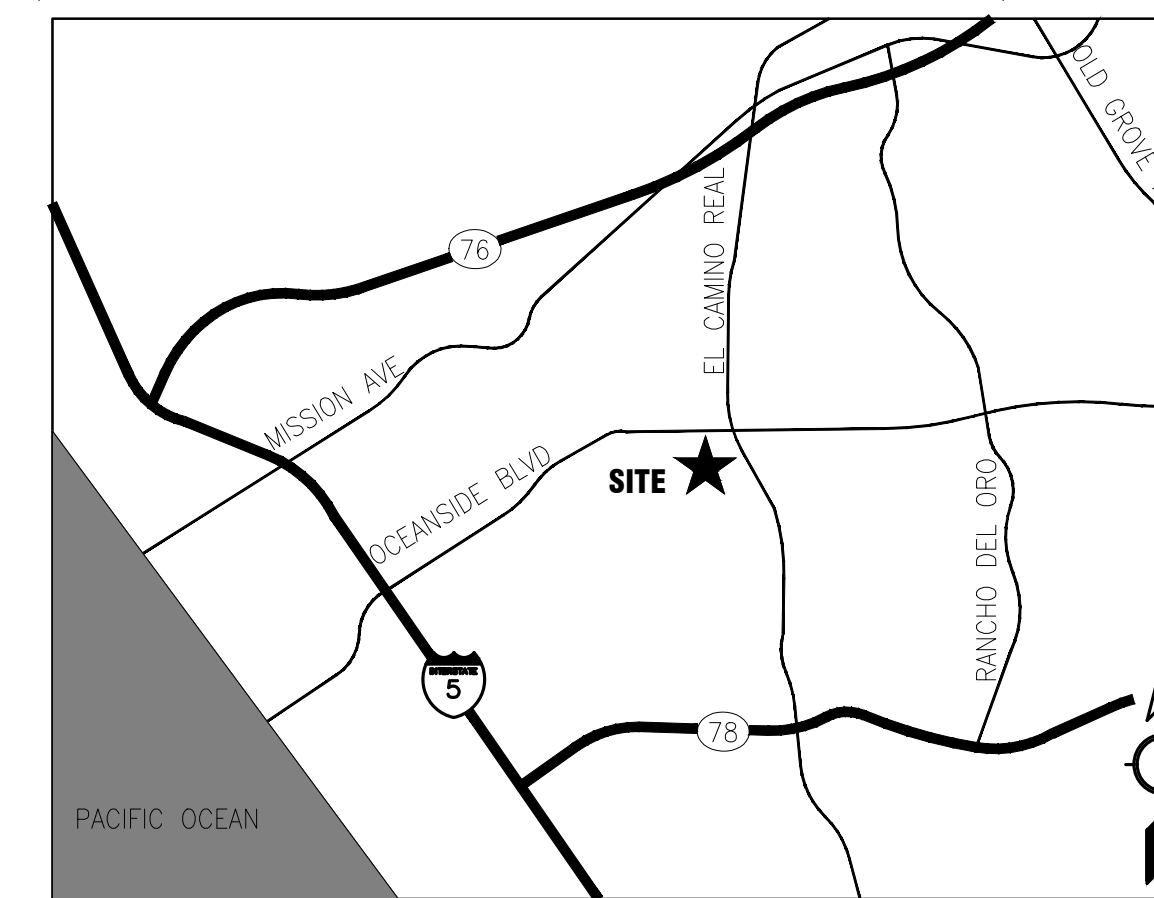 OLD GROVE
76
EL CAMINO REAL
MISSION AVE
OCEANSIDE BLVD
SITE
RANCHO DEL ORO
INTERSTATE
5
78
PACIFIC OCEAN